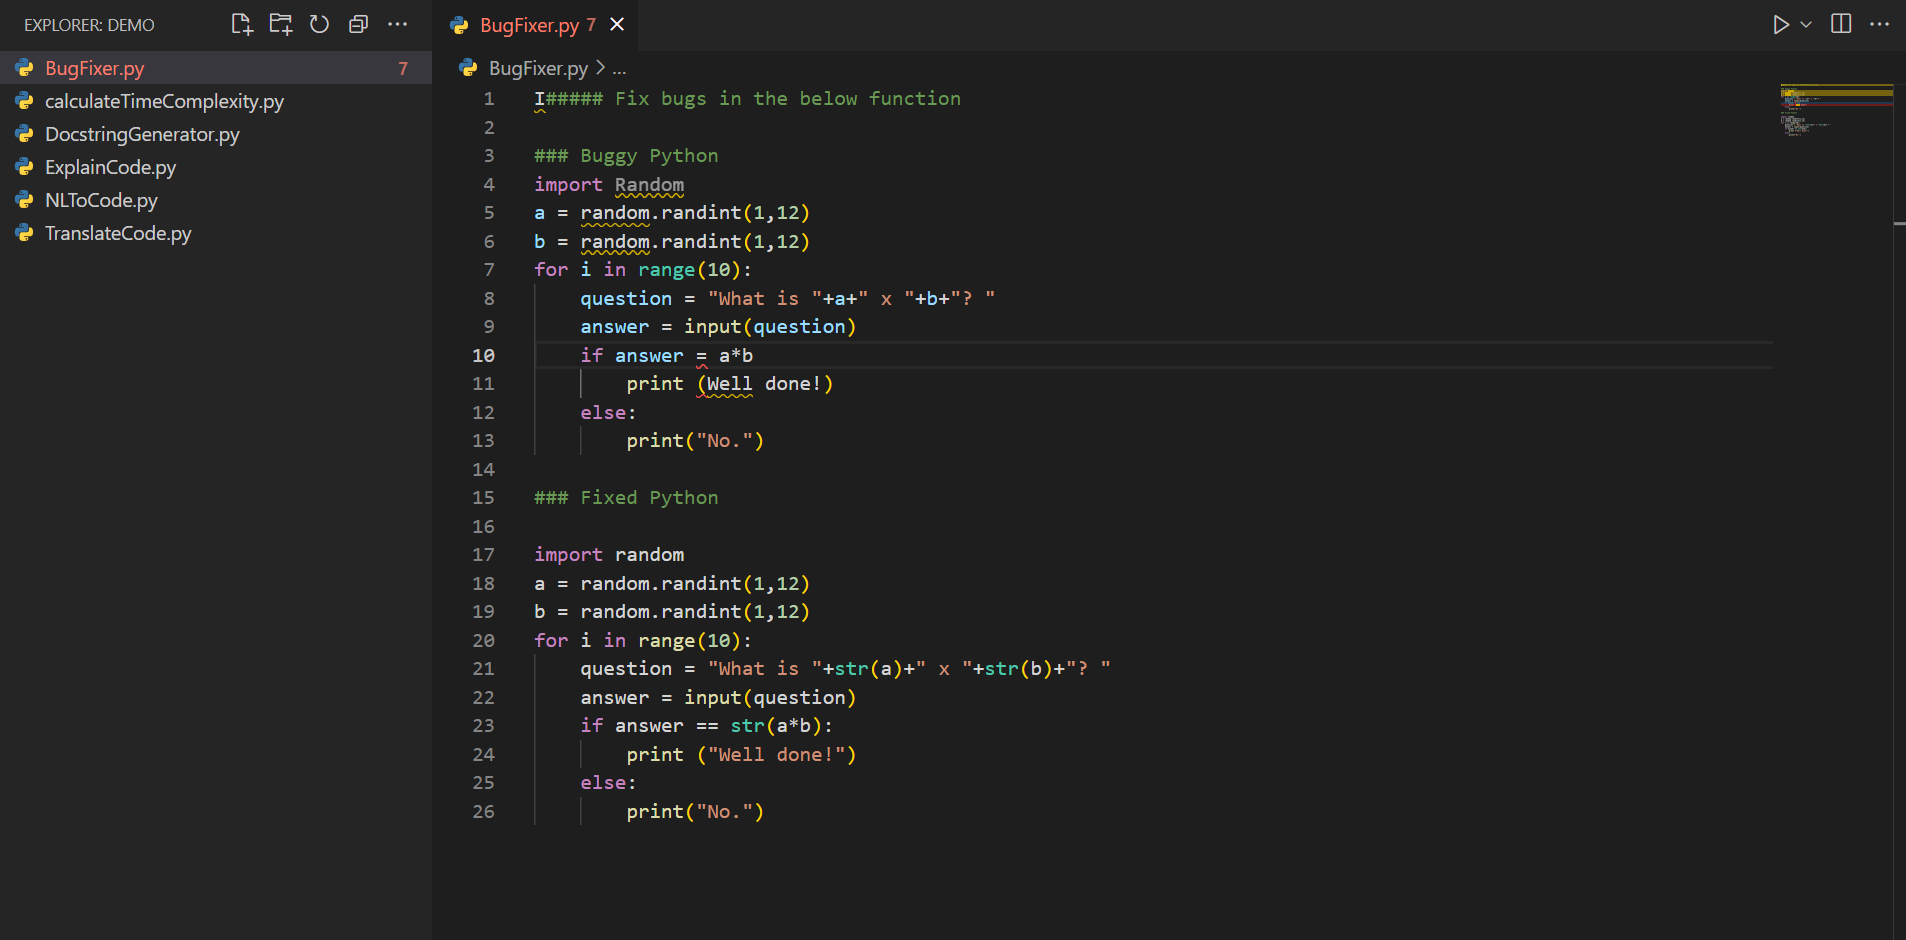 EXPLORER: DEMO
BugFixer.py 7
calculateTimeComplexity.py
DocstringGenerator.py
ExplainCode.py
NLToCode.py
TranslateCode.py
BugFixer.py 7
BugFixer.py > ...
1 I##### Fix bugs in the below function
2
3 ### Buggy Python
4 import Random
5 a = random.randint(1,12)
6 b = random.randint(1,12)
7 for i in range(10):
8     question = "What is "+a+" x "+b+"? "
9     answer = input(question)
10     if answer = a*b
11         print (Well done!)
12     else:
13         print("No.")
14
15 ### Fixed Python
16
17 import random
18 a = random.randint(1,12)
19 b = random.randint(1,12)
20 for i in range(10):
21     question = "What is "+str(a)+" x "+str(b)+"? "
22     answer = input(question)
23     if answer == str(a*b):
24         print ("Well done!")
25     else:
26         print("No.")